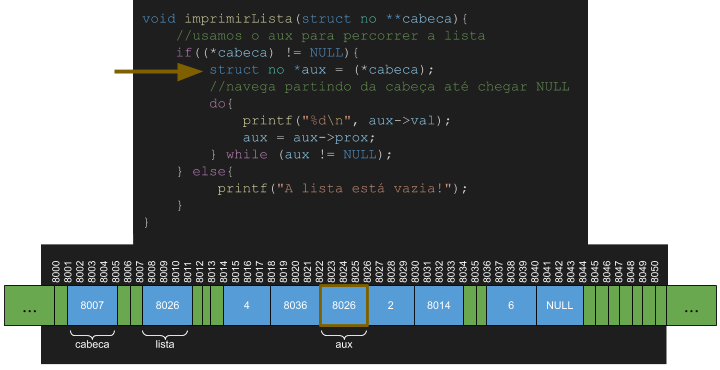 void imprimirLista(struct no **cabeca){
//usamos o aux para percorrer a lista
if((*cabeca) != NULL){
struct no *aux = (*cabeca);
//navega partindo da cabeça até chegar NULL
do{
printf("%d\n", aux->val);
aux = aux->prox;
} while (aux != NULL);
} else{
printf("A lista está vazia!");
}
}
8000 8001 8002 8003 8004 8005 8006 8007 8008 8009 8010 8011 8012 8013 8014 8015 8016 8017 8018 8019 8020 8021 8022 8023 8024 8025 8026 8027 8028 8029 8030 8031 8032 8033 8034 8035 8036 8037 8038 8039 8040 8041 8042 8043 8044 8045 8046 8047 8048 8049 8050
... 8007 8026 4 8036 8026 2 8014 6 NULL ...
cabeca lista aux